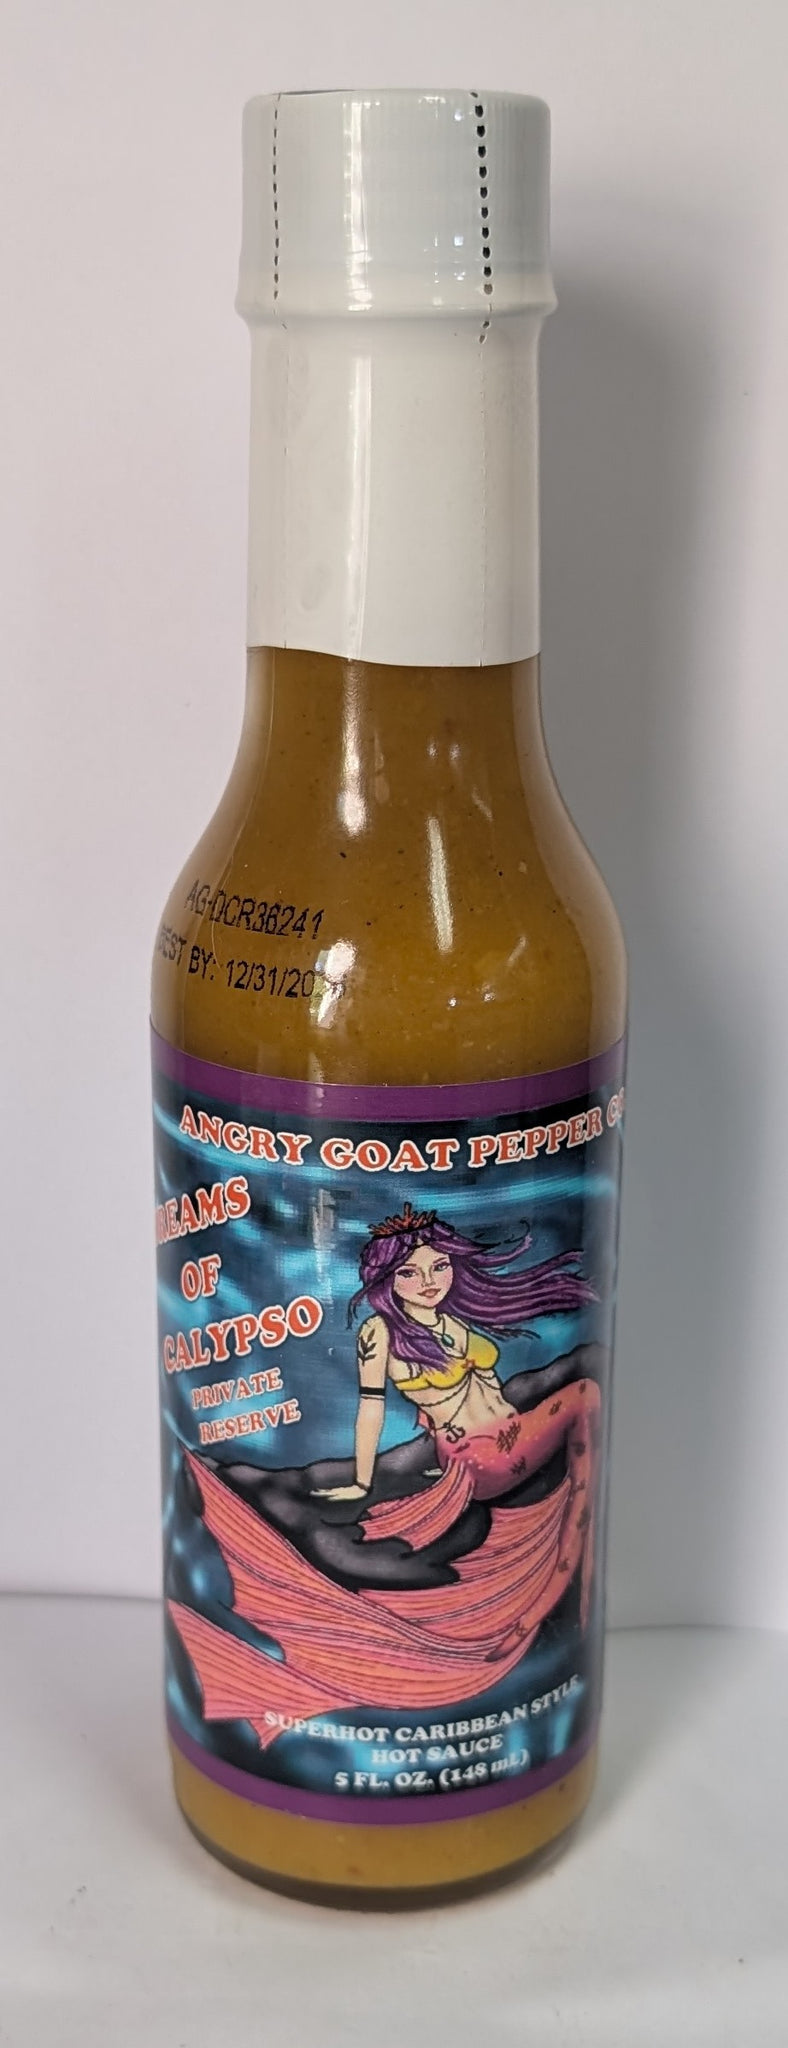 AG-DCR36241
BEST BY: 12/31/20
ANGRY GOAT PEPPER CO
REAMS
OF
CALYPSO
PRIVATE
RESERVE
SUPERHOT CARIBBEAN STYLE
HOT SAUCE
5 FL. OZ. (148 mL)